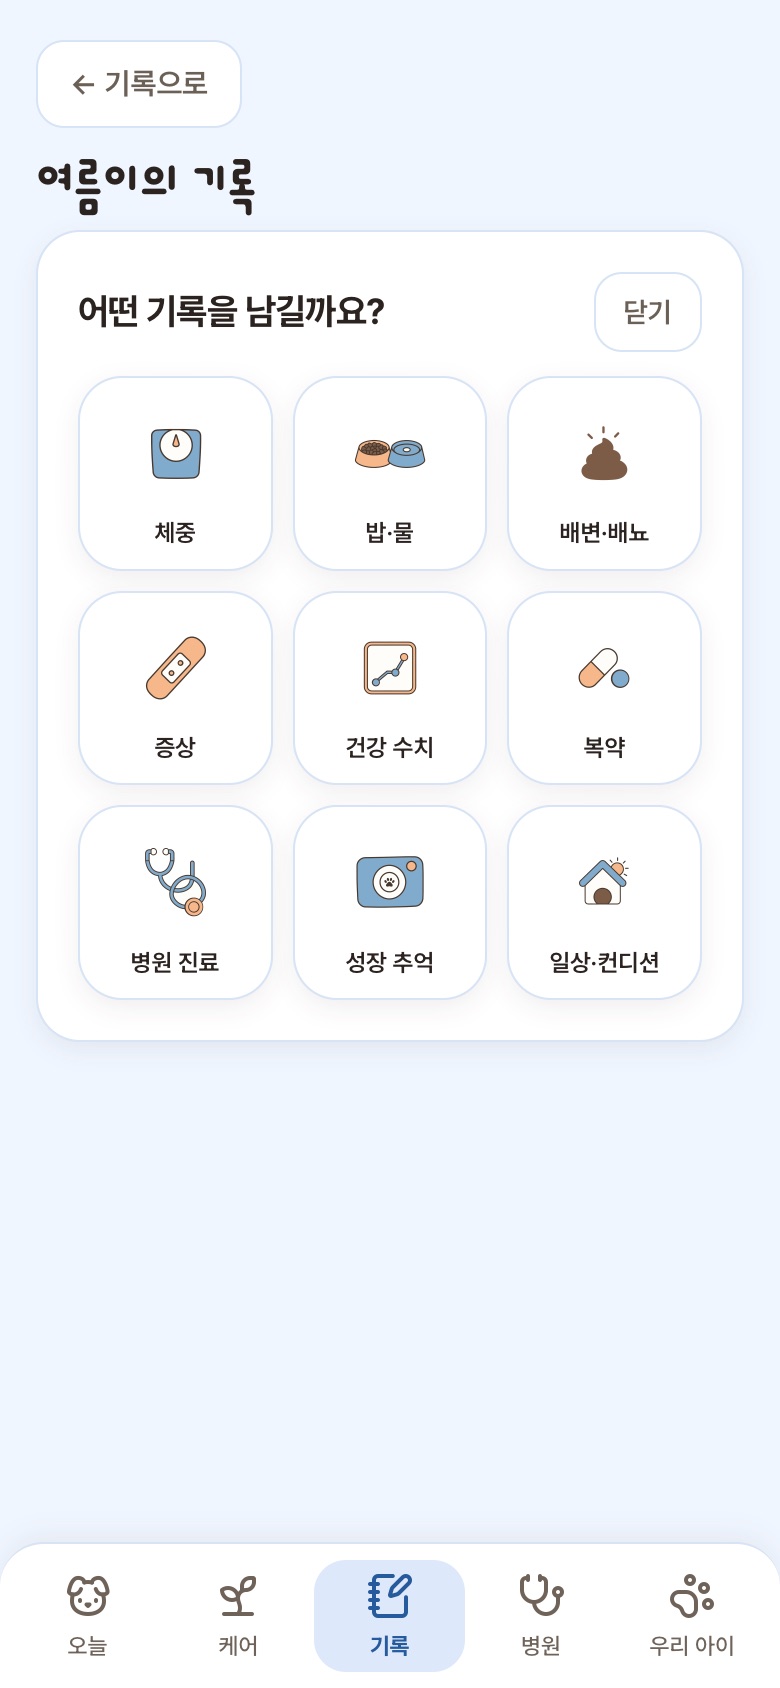 ← 기록으로
여름이의 기록
어떤 기록을 남길까요?
닫기
체중
밥·물
배변·배뇨
증상
건강 수치
복약
병원 진료
성장 추억
일상·컨디션
오늘
케어
기록
병원
우리 아이